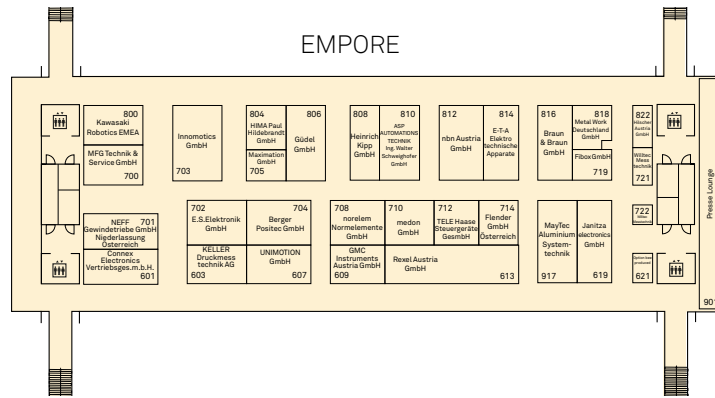 EMPORE
800
Kawasaki
Robotics EMEA
MFG Technik &
Service GmbH
700
Innomotics
GmbH
703
804
HIMA Paul
Hildebrandt
GmbH
Maximation
GmbH
705
806
Güdel
GmbH
808
Heinrich
Kipp
GmbH
810
ASP
AUTOMATIONS
TECHNIK
Ing. Walter
Schweighofer
GmbH
812
nbn Austria
GmbH
814
E-T-A
Elektro
technische
Apparate
816
Braun
& Braun
GmbH
818
Metal Work
Deutschland
GmbH
Fibox GmbH
719
822
Höscher
Austria
GmbH
Willtec
Mess
technik
721
722
621
NEFF 701
Gewindetriebe GmbH
Niederlassung
Österreich
Connex
Electronics
Vertriebsges.m.b.H.
601
702
E.S.Elektronik
GmbH
KELLER
Druckmess
technik AG
603
704
Berger
Positec GmbH
UNIMOTION
GmbH
607
708
norelem
Normelemente
GmbH
GMC
Instruments
Austria GmbH
609
710
medon
GmbH
712
TELE Haase
Steuergeräte
GesmbH
714
Flender
GmbH
Österreich
Rexel Austria
GmbH
613
MayTec
Aluminium
System-
technik
917
Janitza
electronics
GmbH
619
Presse Lounge
901